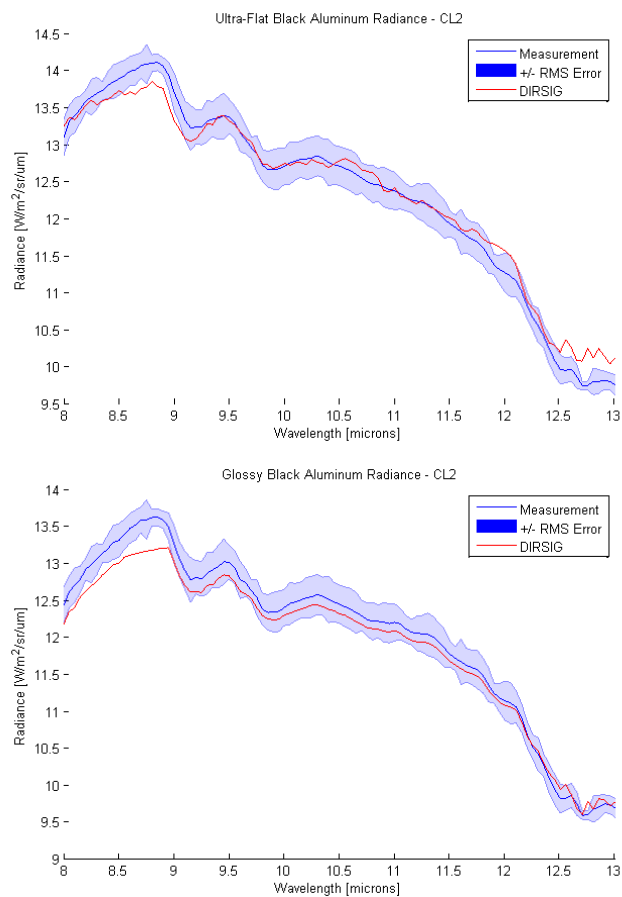 Ultra-Flat Black Aluminum Radiance - CL2
14.5
14
13.5
13
12.5
12
11.5
11
10.5
10
9.5
Radiance [W/m²/sr/um]
Measurement
+/- RMS Error
DIRSIG
8 8.5 9 9.5 10 10.5 11 11.5 12 12.5 13
Wavelength [microns]
Glossy Black Aluminum Radiance - CL2
14
13.5
13
12.5
12
11.5
11
10.5
10
9.5
9
Radiance [W/m²/sr/um]
Measurement
+/- RMS Error
DIRSIG
8 8.5 9 9.5 10 10.5 11 11.5 12 12.5 13
Wavelength [microns]